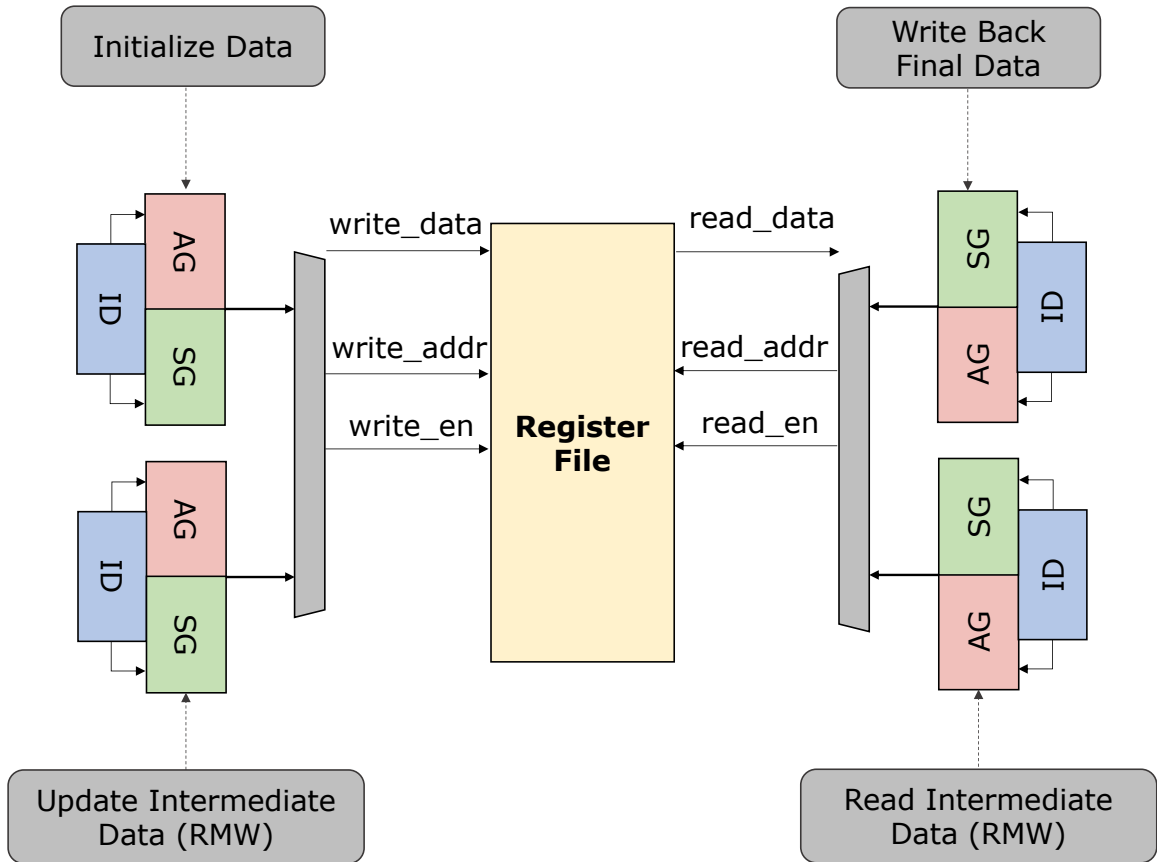 Initialize Data
Write Back
Final Data
AG
ID
SG
write_data
write_addr
write_en
Register
File
read_data
read_addr
read_en
SG
ID
AG
AG
ID
SG
SG
ID
AG
Update Intermediate
Data (RMW)
Read Intermediate
Data (RMW)